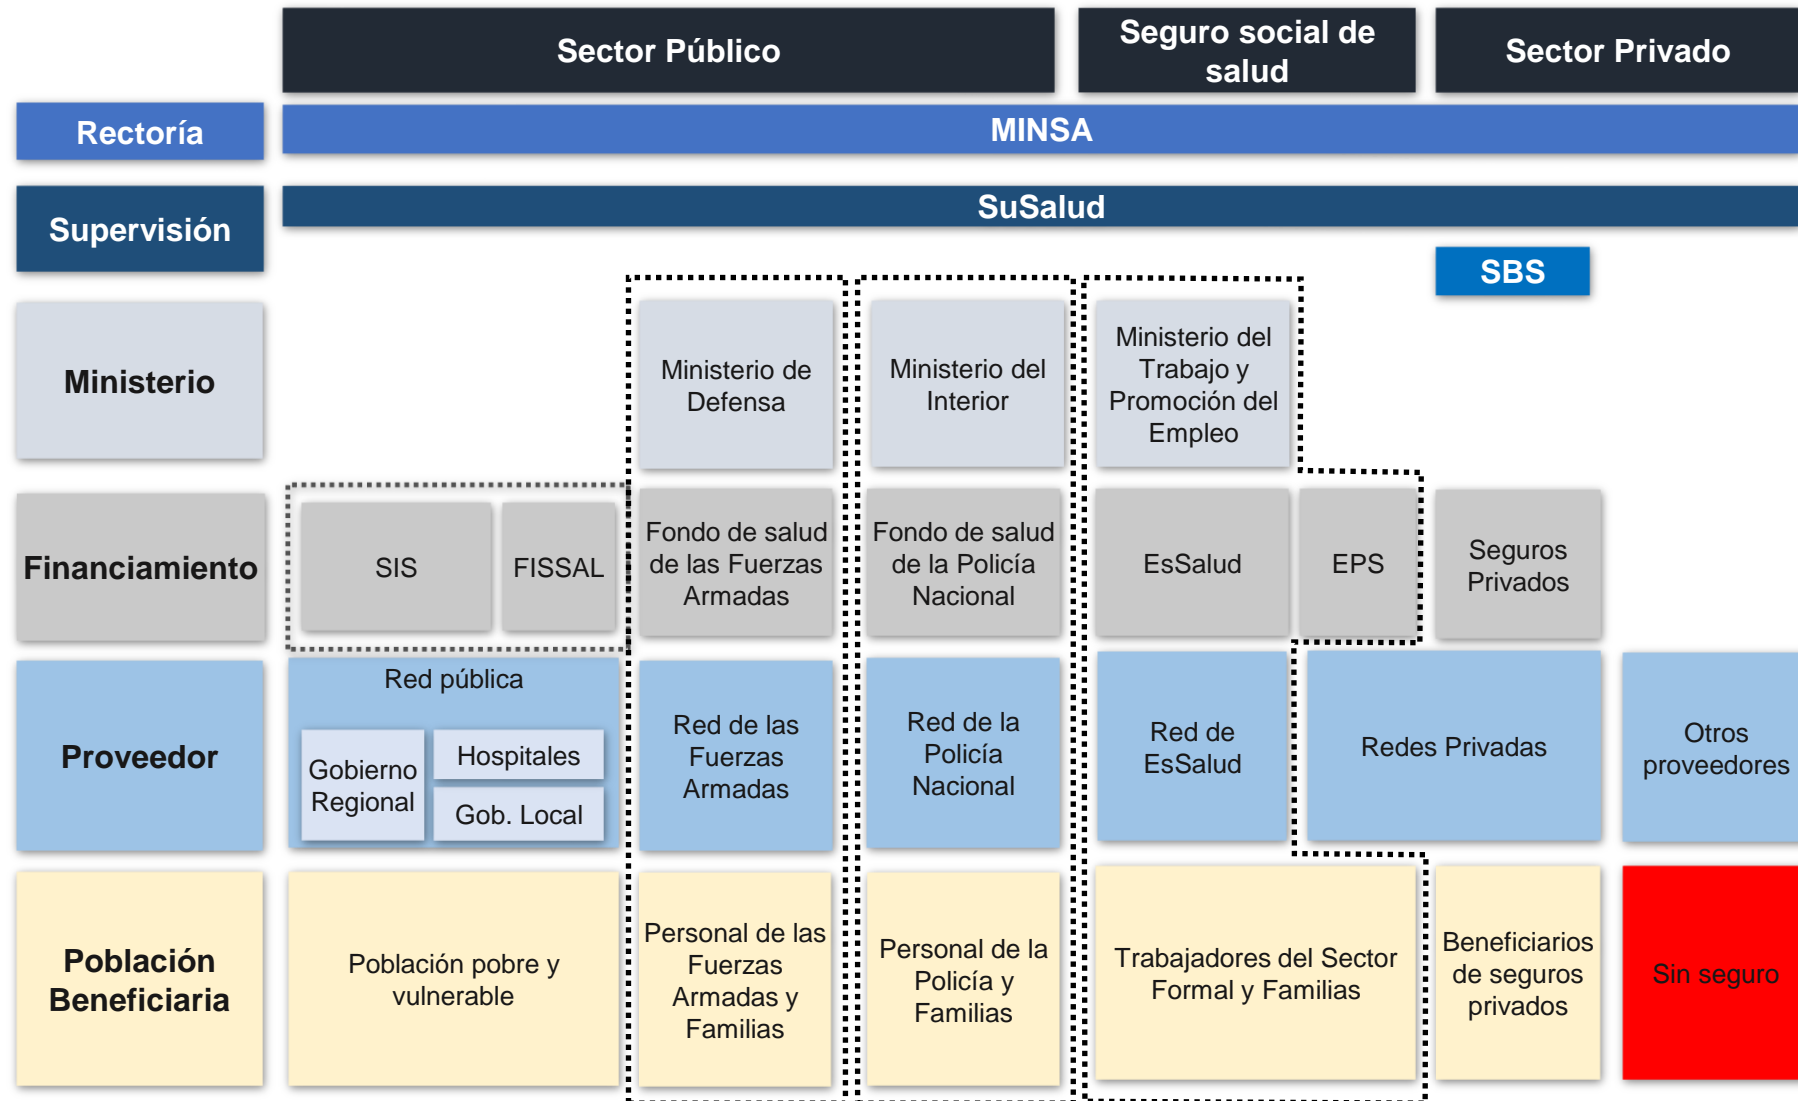 Sector Público
Seguro social de
salud
Sector Privado
Rectoría
MINSA
Supervisión
SuSalud
SBS
Ministerio
Ministerio de
Defensa
Ministerio del
Interior
Ministerio del
Trabajo y
Promoción del
Empleo
Financiamiento
SIS
FISSAL
Fondo de salud
de las Fuerzas
Armadas
Fondo de salud
de la Policía
Nacional
EsSalud
EPS
Seguros
Privados
Proveedor
Red pública
Gobierno
Regional
Hospitales
Gob. Local
Red de las
Fuerzas
Armadas
Red de la
Policía
Nacional
Red de
EsSalud
Redes Privadas
Otros
proveedores
Población
Beneficiaria
Población pobre y
vulnerable
Personal de las
Fuerzas
Armadas y
Familias
Personal de la
Policía y
Familias
Trabajadores del Sector
Formal y Familias
Beneficiarios
de seguros
privados
Sin seguro